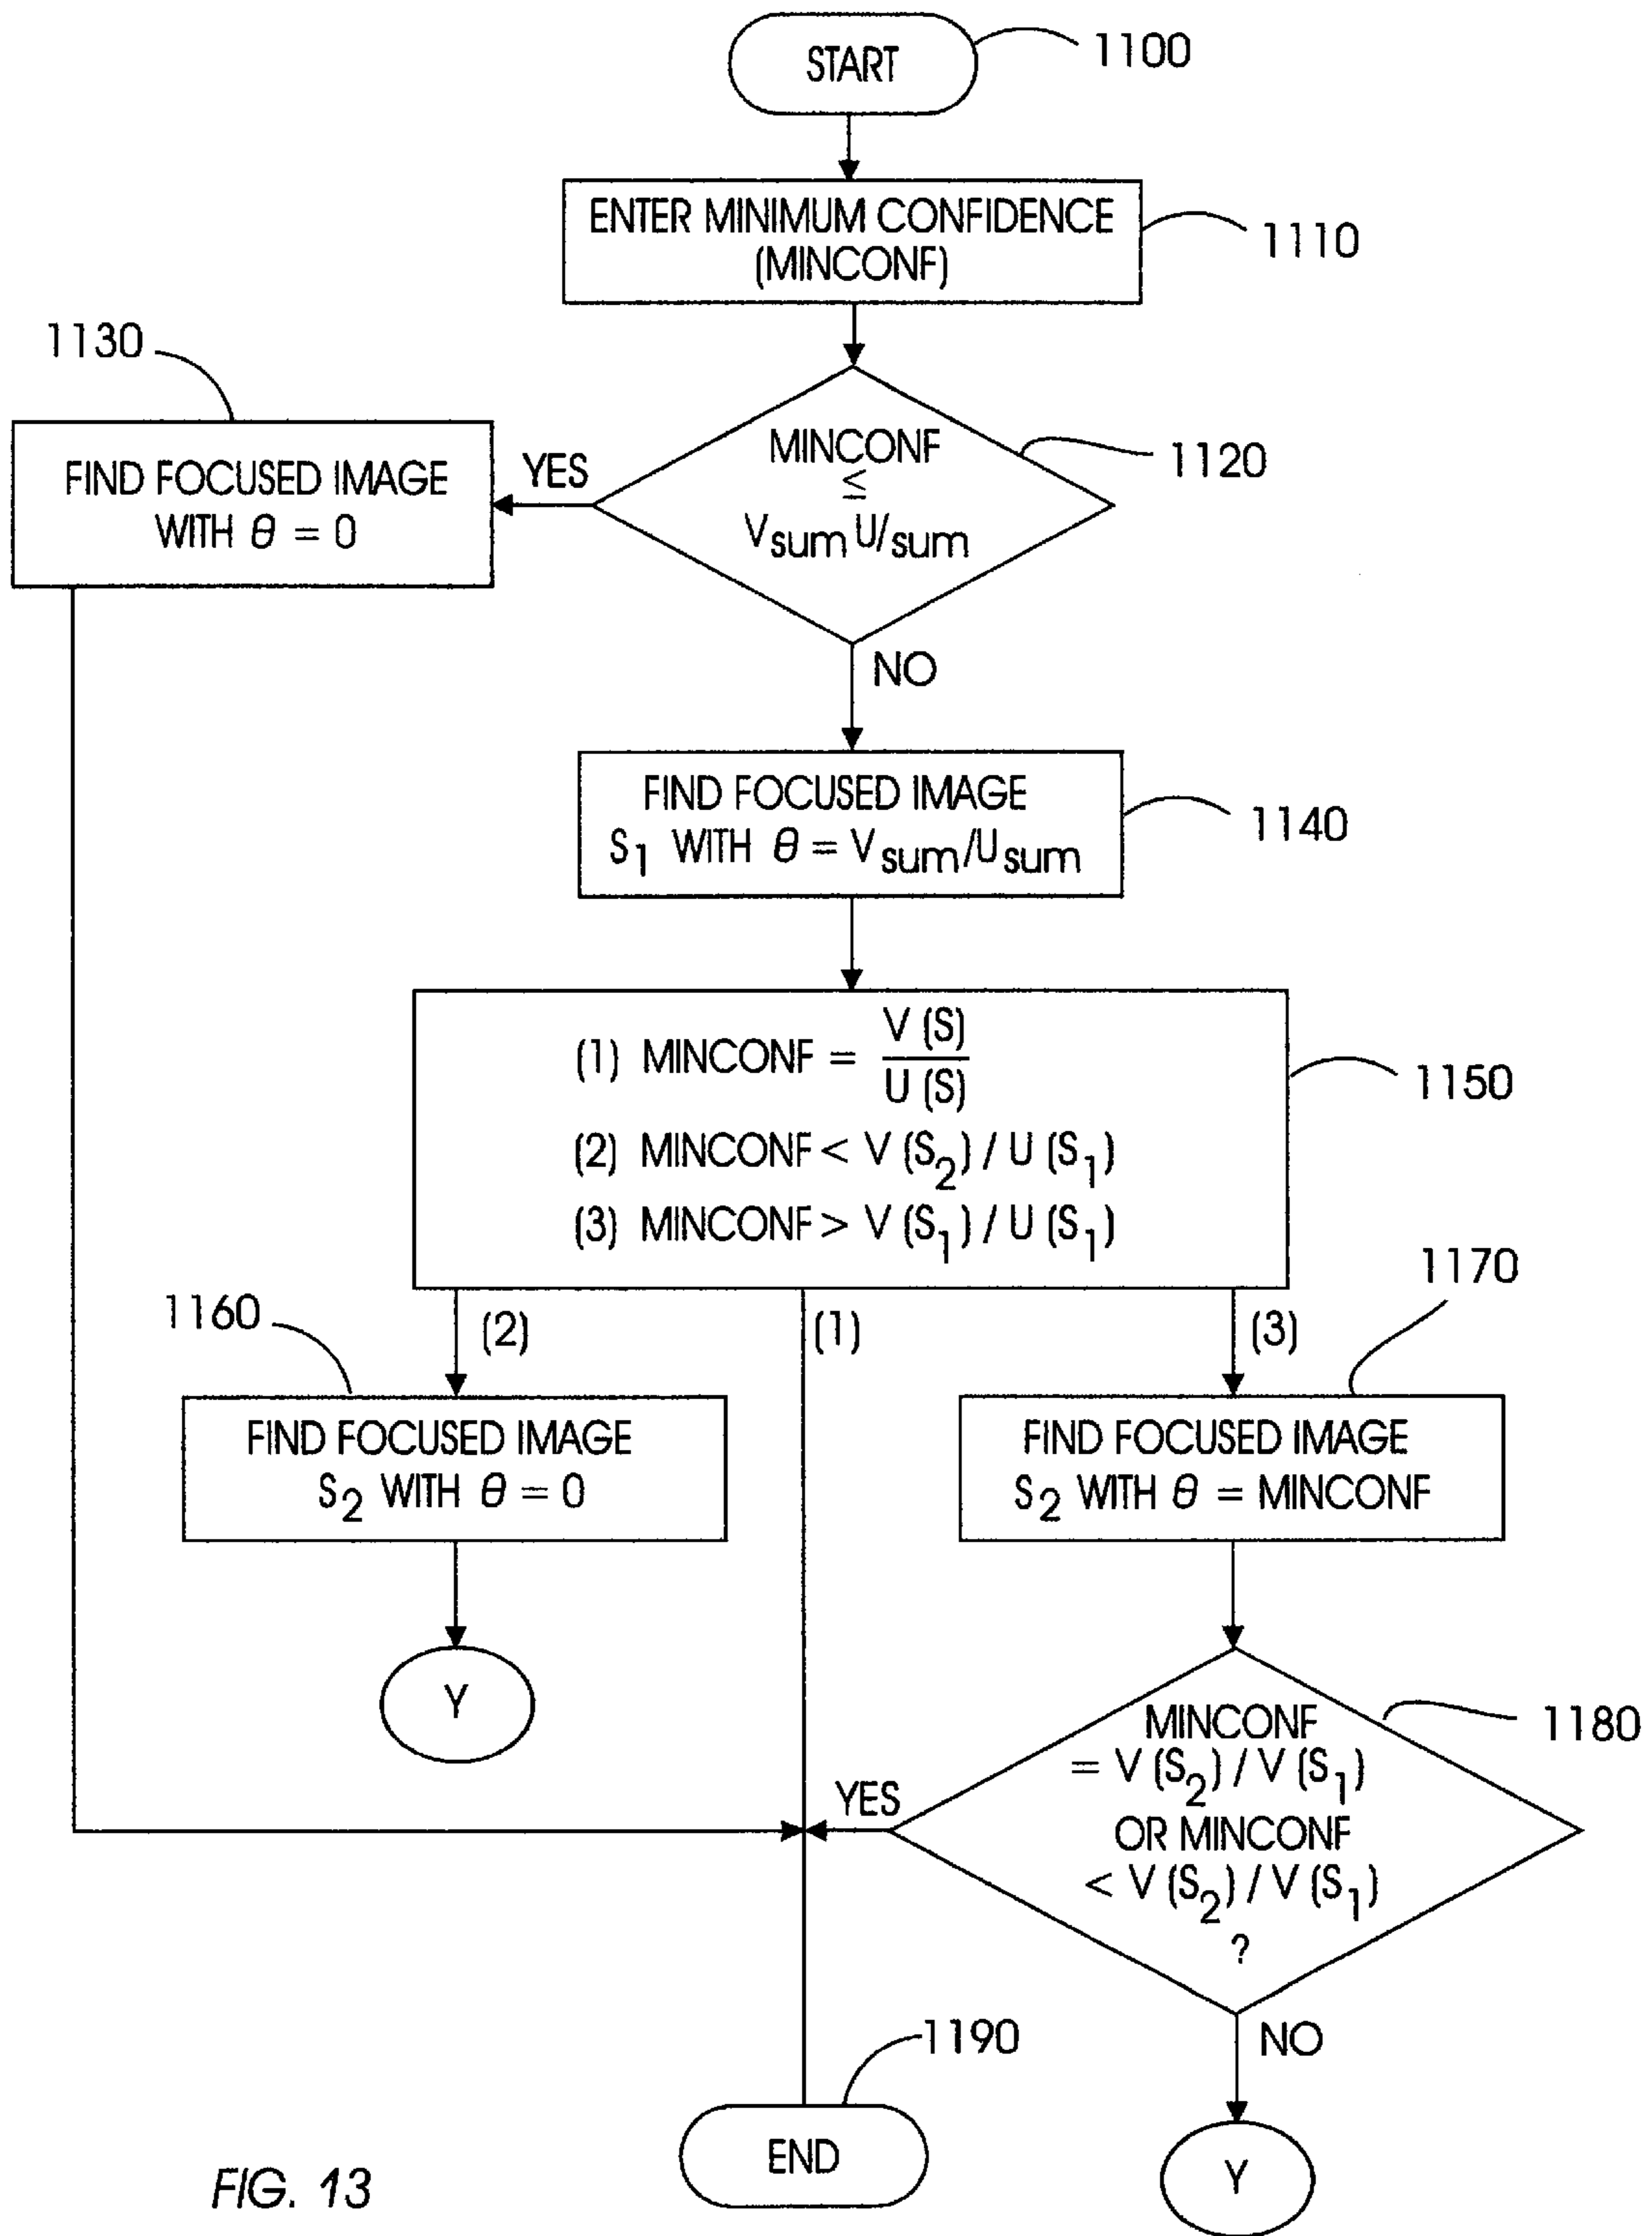 START
1100
ENTER MINIMUM CONFIDENCE
(MINCONF)
1110
1130
FIND FOCUSED IMAGE
WITH θ = 0
YES
MINCONF
≤
Vsum U/sum
1120
NO
FIND FOCUSED IMAGE
S1 WITH θ = Vsum/Usum
1140
(1) MINCONF = V (S) / U (S)
(2) MINCONF < V (S2) / U (S1)
(3) MINCONF > V (S1) / U (S1)
1150
1160
(2)
(1)
(3)
1170
FIND FOCUSED IMAGE
S2 WITH θ = 0
FIND FOCUSED IMAGE
S2 WITH θ = MINCONF
Y
YES
MINCONF
= V (S2) / V (S1)
OR MINCONF
< V (S2) / V (S1)
?
1180
NO
1190
END
Y
FIG. 13